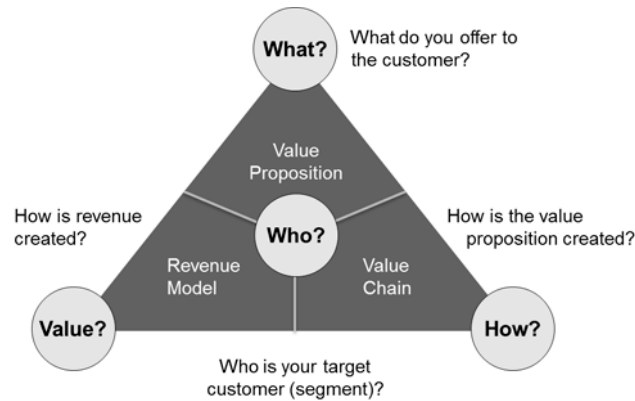 What?
What do you offer to
the customer?
Value
Proposition
How is revenue
created?
Who?
How is the value
proposition created?
Revenue
Model
Value
Chain
Value?
How?
Who is your target
customer (segment)?